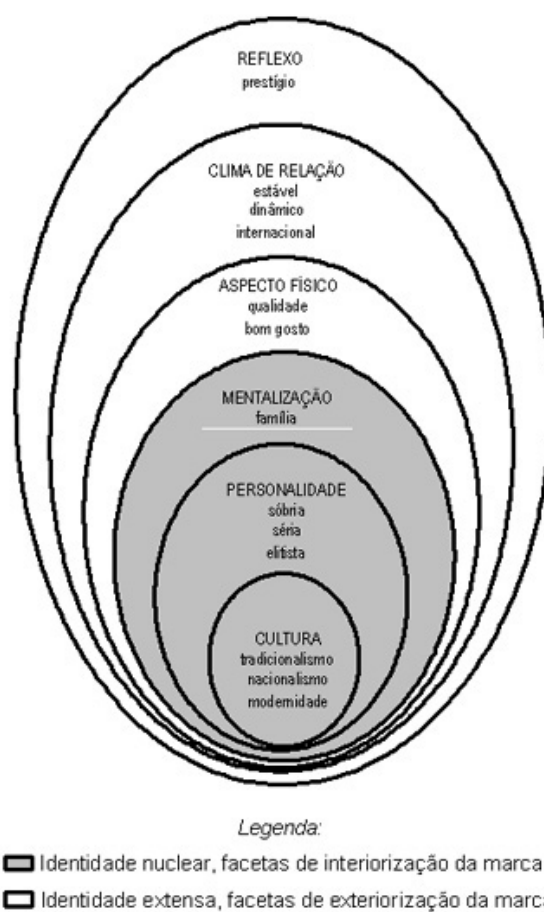 REFLEXO
prestígio
CLIMA DE RELAÇÃO
estável
dinâmico
internacional
ASPECTO FÍSICO
qualidade
bom gosto
MENTALIZAÇÃO
família
PERSONALIDADE
sóbria
séria
elitista
CULTURA
tradicionalismo
nacionalismo
modernidade
Legenda:
Identidade nuclear, facetas de interiorização da marca
Identidade extensa, facetas de exteriorização da marc